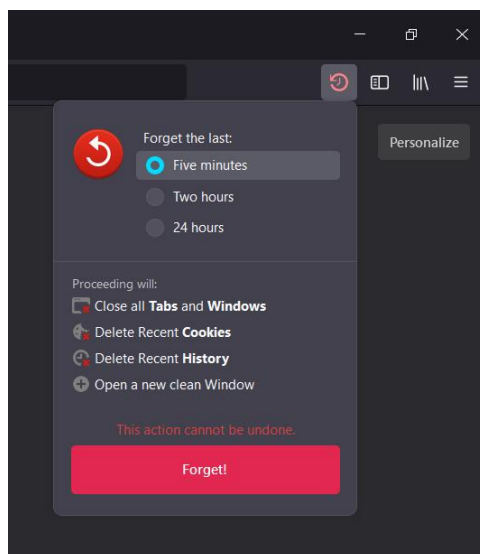 Personalize
Forget the last:
Five minutes
Two hours
24 hours
Proceeding will:
Close all Tabs and Windows
Delete Recent Cookies
Delete Recent History
Open a new clean Window
This action cannot be undone.
Forget!